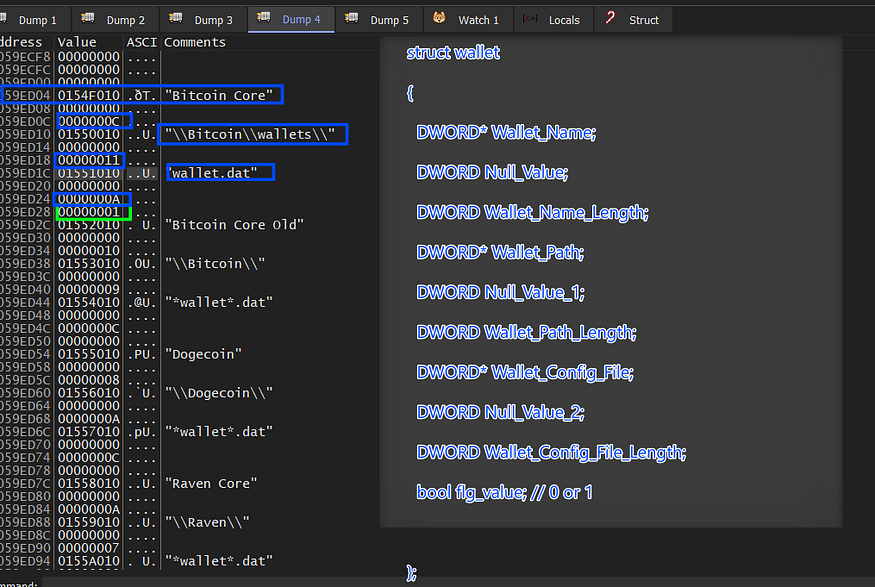 Dump 1 Dump 2 Dump 3 Dump 4 Dump 5 Watch 1 Locals Struct
ddress Value ASCI Comments
059ECF8 00000000 ....
059ECFC 00000000 ....
059ED00 00000000 ....
059ED04 0154F010 .ðT. "Bitcoin Core"
059ED08 00000000 ....
059ED0C 0000000C ....
059ED10 01550010 ..U. "\\Bitcoin\\wallets\\"
059ED14 00000000 ....
059ED18 00000011 ....
059ED1C 01551010 ..U. "wallet.dat"
059ED20 00000000 ....
059ED24 0000000A ....
059ED28 00000001 ....
059ED2C 01552010 . U. "Bitcoin Core Old"
059ED30 00000000 ....
059ED34 00000010 ....
059ED38 01553010 .0U. "\\Bitcoin\\"
059ED3C 00000000 ....
059ED40 00000009 ....
059ED44 01554010 .@U. "*wallet*.dat"
059ED48 00000000 ....
059ED4C 0000000C ....
059ED50 00000000 ....
059ED54 01555010 .PU. "Dogecoin"
059ED58 00000000 ....
059ED5C 00000008 ....
059ED60 01556010 .`U. "\\Dogecoin\\"
059ED64 00000000 ....
059ED68 0000000A ....
059ED6C 01557010 .pU. "*wallet*.dat"
059ED70 00000000 ....
059ED74 0000000C ....
059ED78 00000000 ....
059ED7C 01558010 ..U. "Raven Core"
059ED80 00000000 ....
059ED84 0000000A ....
059ED88 01559010 ..U. "\\Raven\\"
059ED8C 00000000 ....
059ED90 00000007 ....
059ED94 0155A010 . U. "*wallet*.dat"
struct wallet
{
DWORD* Wallet_Name;
DWORD Null_Value;
DWORD Wallet_Name_Length;
DWORD* Wallet_Path;
DWORD Null_Value_1;
DWORD Wallet_Path_Length;
DWORD* Wallet_Config_File;
DWORD Null_Value_2;
DWORD Wallet_Config_File_Length;
bool flg_value; // 0 or 1
};